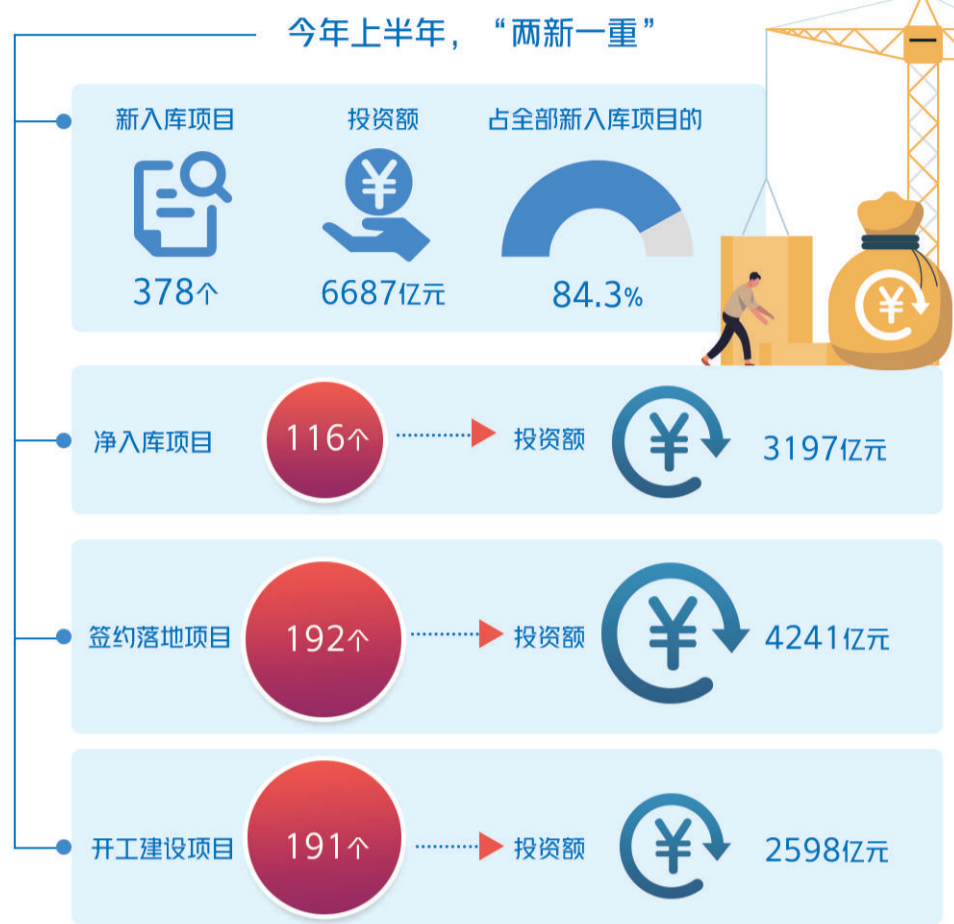 今年上半年，“两新一重”
新入库项目 投资额 占全部新入库项目的
378个 6687亿元 84.3%
净入库项目 116个 投资额 3197亿元
签约落地项目 192个 投资额 4241亿元
开工建设项目 191个 投资额 2598亿元